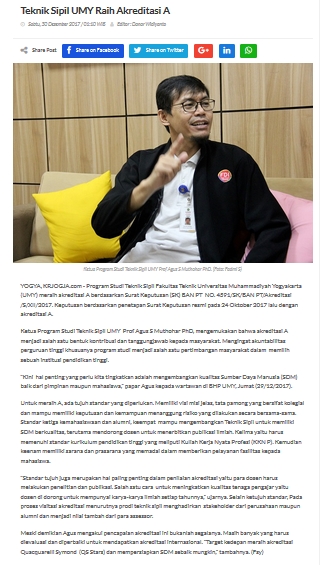 Teknik Sipil UMY Raih Akreditasi A
Sabtu, 30 Desember 2017 / 01:10 WIB Editor: Danar Widiyanto
Share Post: Share on Facebook Share on Twitter G+ in
PDI
Ketua Program Studi Teknik Sipil UMY Prof Agus S Muthohar PhD. (Foto: Fadmi S)
YOGYA, KRJOGJA.com - Program Studi Teknik Sipil Fakultas Teknik Universitas Muhammadiyah Yogyakarta
(UMY) meraih akreditasi A berdasarkan Surat Keputusan (SK) BAN PT NO. 4591/SK/BAN PT/Akreditasi
/S/XII/2017. Keputusan berdasarkan penetapan Surat Keputusan resmi pada 24 Oktober 2017 lalu dengan
akreditasi A.
Ketua Program Studi Teknik Sipil UMY Prof Agus S Muthohar PhD, mengemukakan bahwa akreditasi A
menjadi salah satu bentuk kontribusi dan tanggungjawab kepada masyarakat. Mengingat akuntabilitas
perguruan tinggi khususnya program studi menjadi salah satu pertimbangan masyarakat dalam memilih
sebuah institusi pendidikan tinggi.
"Kini hal penting yang perlu kita tingkatkan adalah mengembangkan kualitas Sumber Daya Manusia (SDM)
baik dari pimpinan maupun mahasiswa," papar Agus kepada wartawan di BHP UMY, Jumat (29/12/2017).
Untuk meraih A, ada tujuh standar yang diperlukan. Memiliki visi misi jelas, tata pamong yang bersifat kolegial
dan mampu memiliki keputusan dan kemampuan menanggung risiko yang dilakukan secara bersama-sama.
Standar ketiga kemahasiswaan dan alumni, keempat mampu mengembangkan Teknik Sipil untuk memiliki
SDM berkualitas, terutama mendorong dosen untuk menerbitkan publikasi ilmiah. Kelima yaitu harus
memenuhi standar kurikulum pendidikan tinggi yang meliputi Kuliah Kerja Nyata Profesi (KKN P). Kemudian
keenam memiliki sarana dan prasarana yang memadai dalam memberikan pelayanan fasilitas kepada
mahasiswa.
"Standar tujuh juga merupakan hal paling penting dalam penilaian akreditasi yaitu para dosen harus
melakukan penelitian dan publikasi. Salah satu cara untuk meningkatkan kualitas tenaga pengajar yaitu
dosen di dorong untuk mempunyai karya-karya ilmiah setiap tahunnya," ujarnya. Selain ketujuh standar, Pada
proses visitasi akreditasi menurutnya prodi teknik sipil menghadirkan stakeholder dari perusahaan maupun
alumni dan menjadi nilai tambah dari para asessor.
Meski demikian Agus mengakui pencapaian akreditasi ini bukanlah segalanya. Masih banyak yang harus
dievaluasi dan diperbaiki untuk mendapatkan akreditasi internasional. "Target kedepan meraih akreditasi
Quacquarelli Symond (QS Stars) dan mempersiapkan SDM sebaik mungkin," tambahnya. (Fsy)